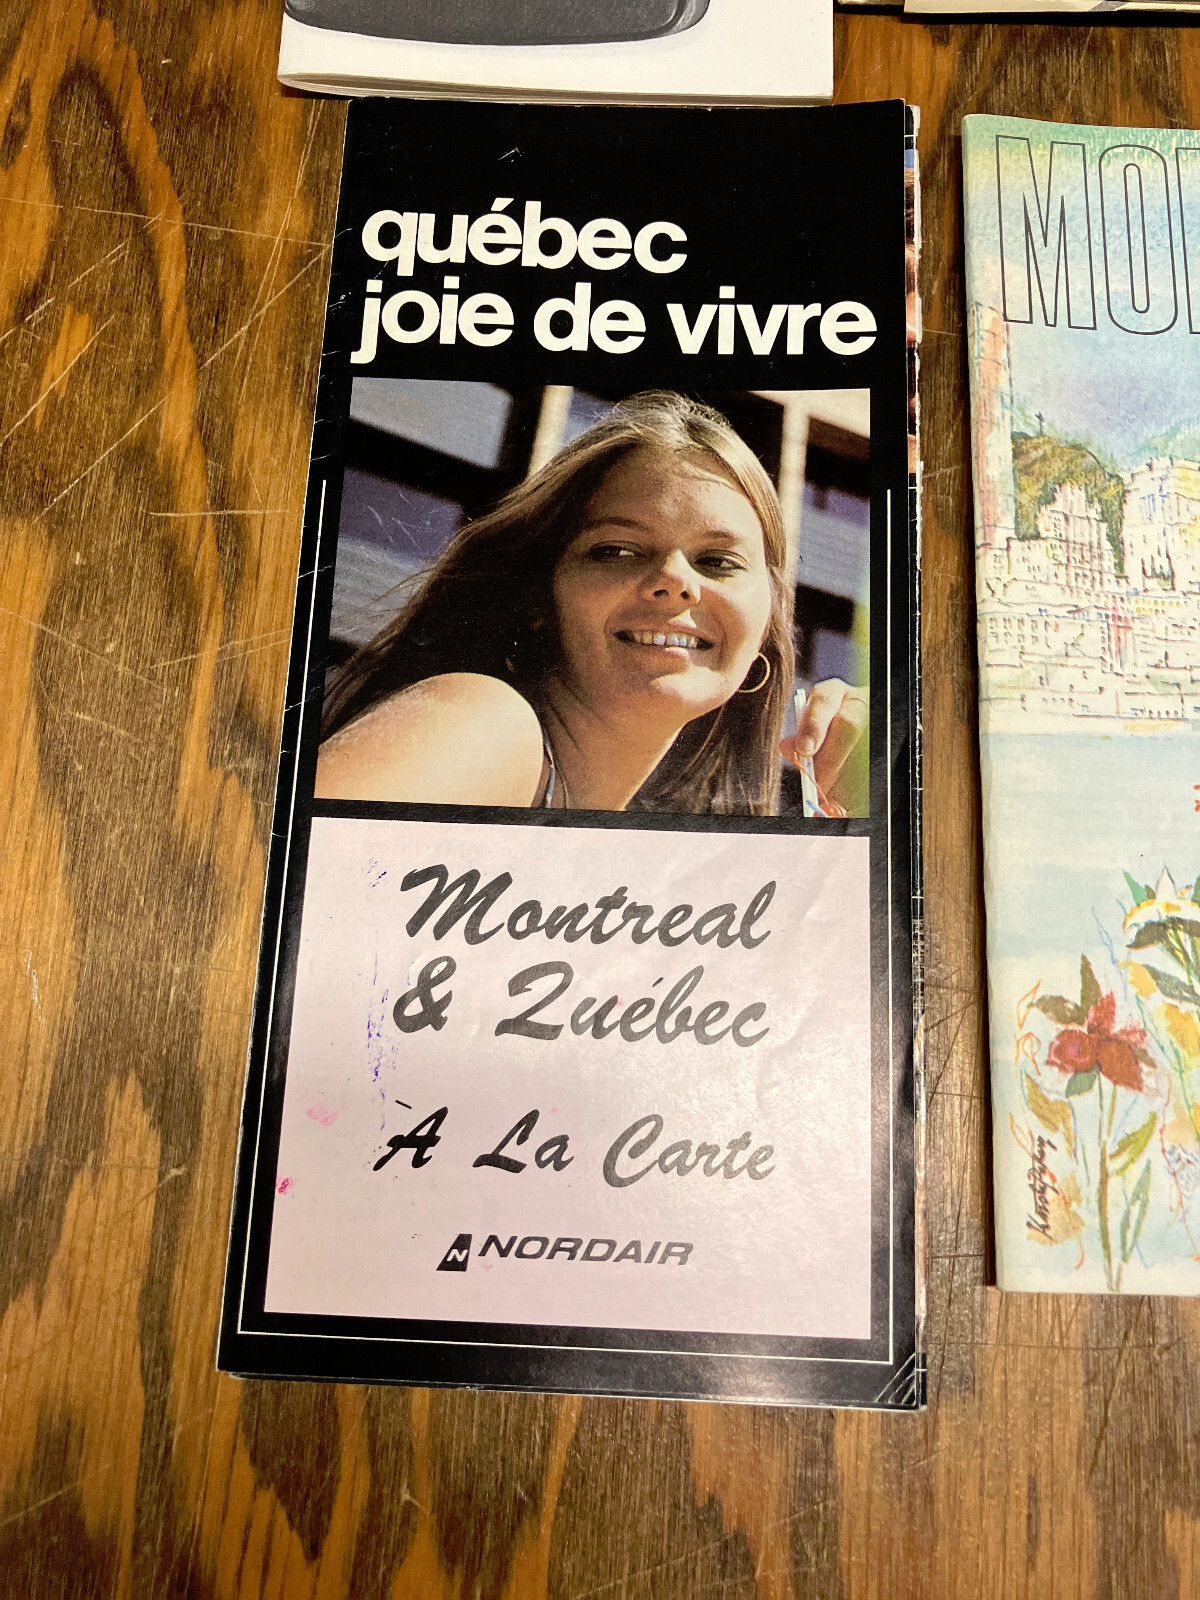 québec
joie de vivre
Montreal
& Québec
À La Carte
N NORDAIR
MO